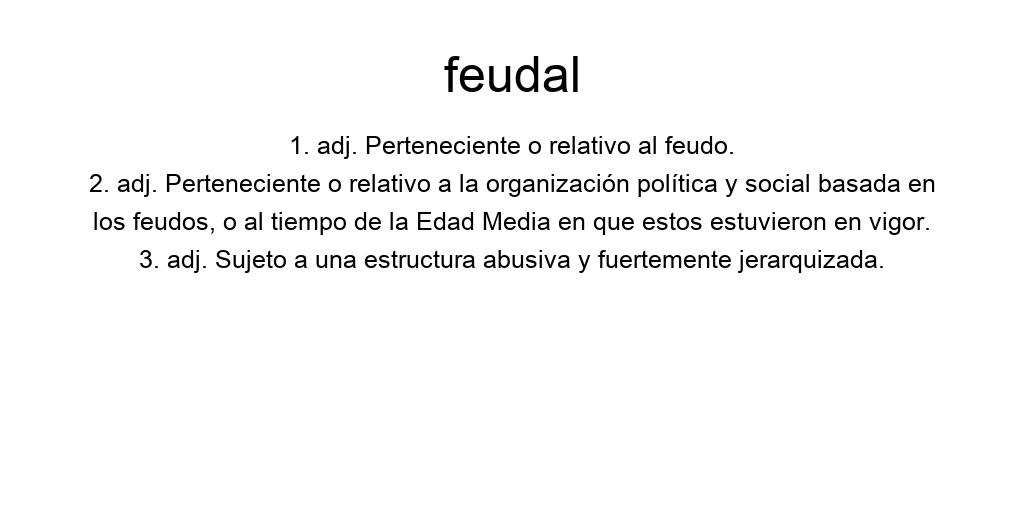 feudal
1. adj. Perteneciente o relativo al feudo.
2. adj. Perteneciente o relativo a la organización política y social basada en
los feudos, o al tiempo de la Edad Media en que estos estuvieron en vigor.
3. adj. Sujeto a una estructura abusiva y fuertemente jerarquizada.